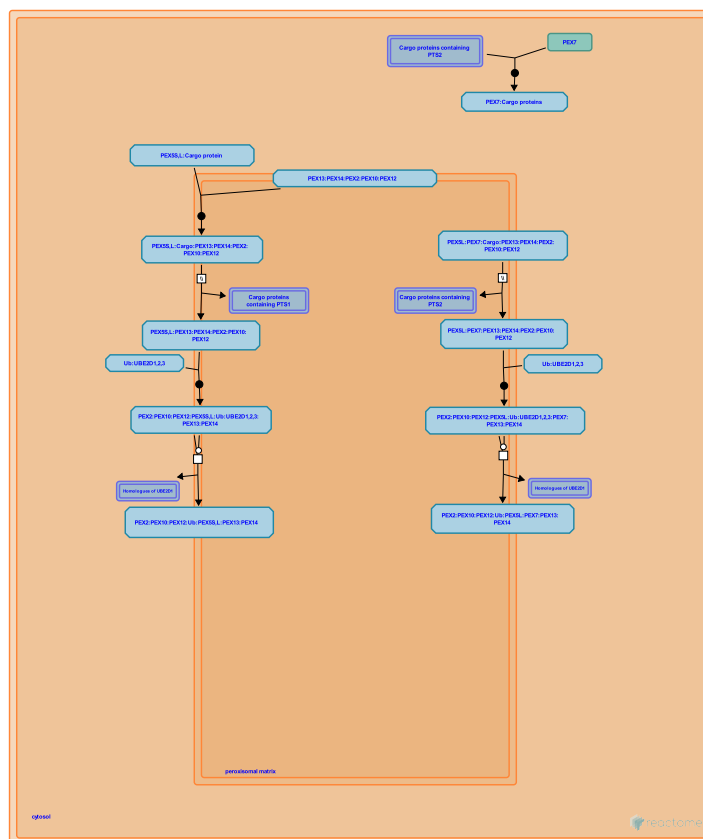 Cargo proteins containing
PTS2
PEX7
PEX7:Cargo proteins
PEX5S,L:Cargo protein
PEX13:PEX14:PEX2:PEX10:PEX12
PEX5S,L:Cargo:PEX13:PEX14:PEX2:
PEX10:PEX12
PEX5L:PEX7:Cargo:PEX13:PEX14:PEX2:
PEX10:PEX12
Cargo proteins
containing PTS1
Cargo proteins containing
PTS2
PEX5S,L:PEX13:PEX14:PEX2:PEX10:
PEX12
PEX5L:PEX7:PEX13:PEX14:PEX2:PEX10:
PEX12
Ub:UBE2D1,2,3
Ub:UBE2D1,2,3
PEX2:PEX10:PEX12:PEX5S,L:Ub:UBE2D1,2,3:
PEX13:PEX14
PEX2:PEX10:PEX12:PEX5L:Ub:UBE2D1,2,3:PEX7:
PEX13:PEX14
Homologues of UBE2D1
Homologues of UBE2D1
PEX2:PEX10:PEX12:Ub:PEX5S,L:PEX13:PEX14
PEX2:PEX10:PEX12:Ub:PEX5L:PEX7:PEX13:
PEX14
peroxisomal matrix
cytosol
reactome